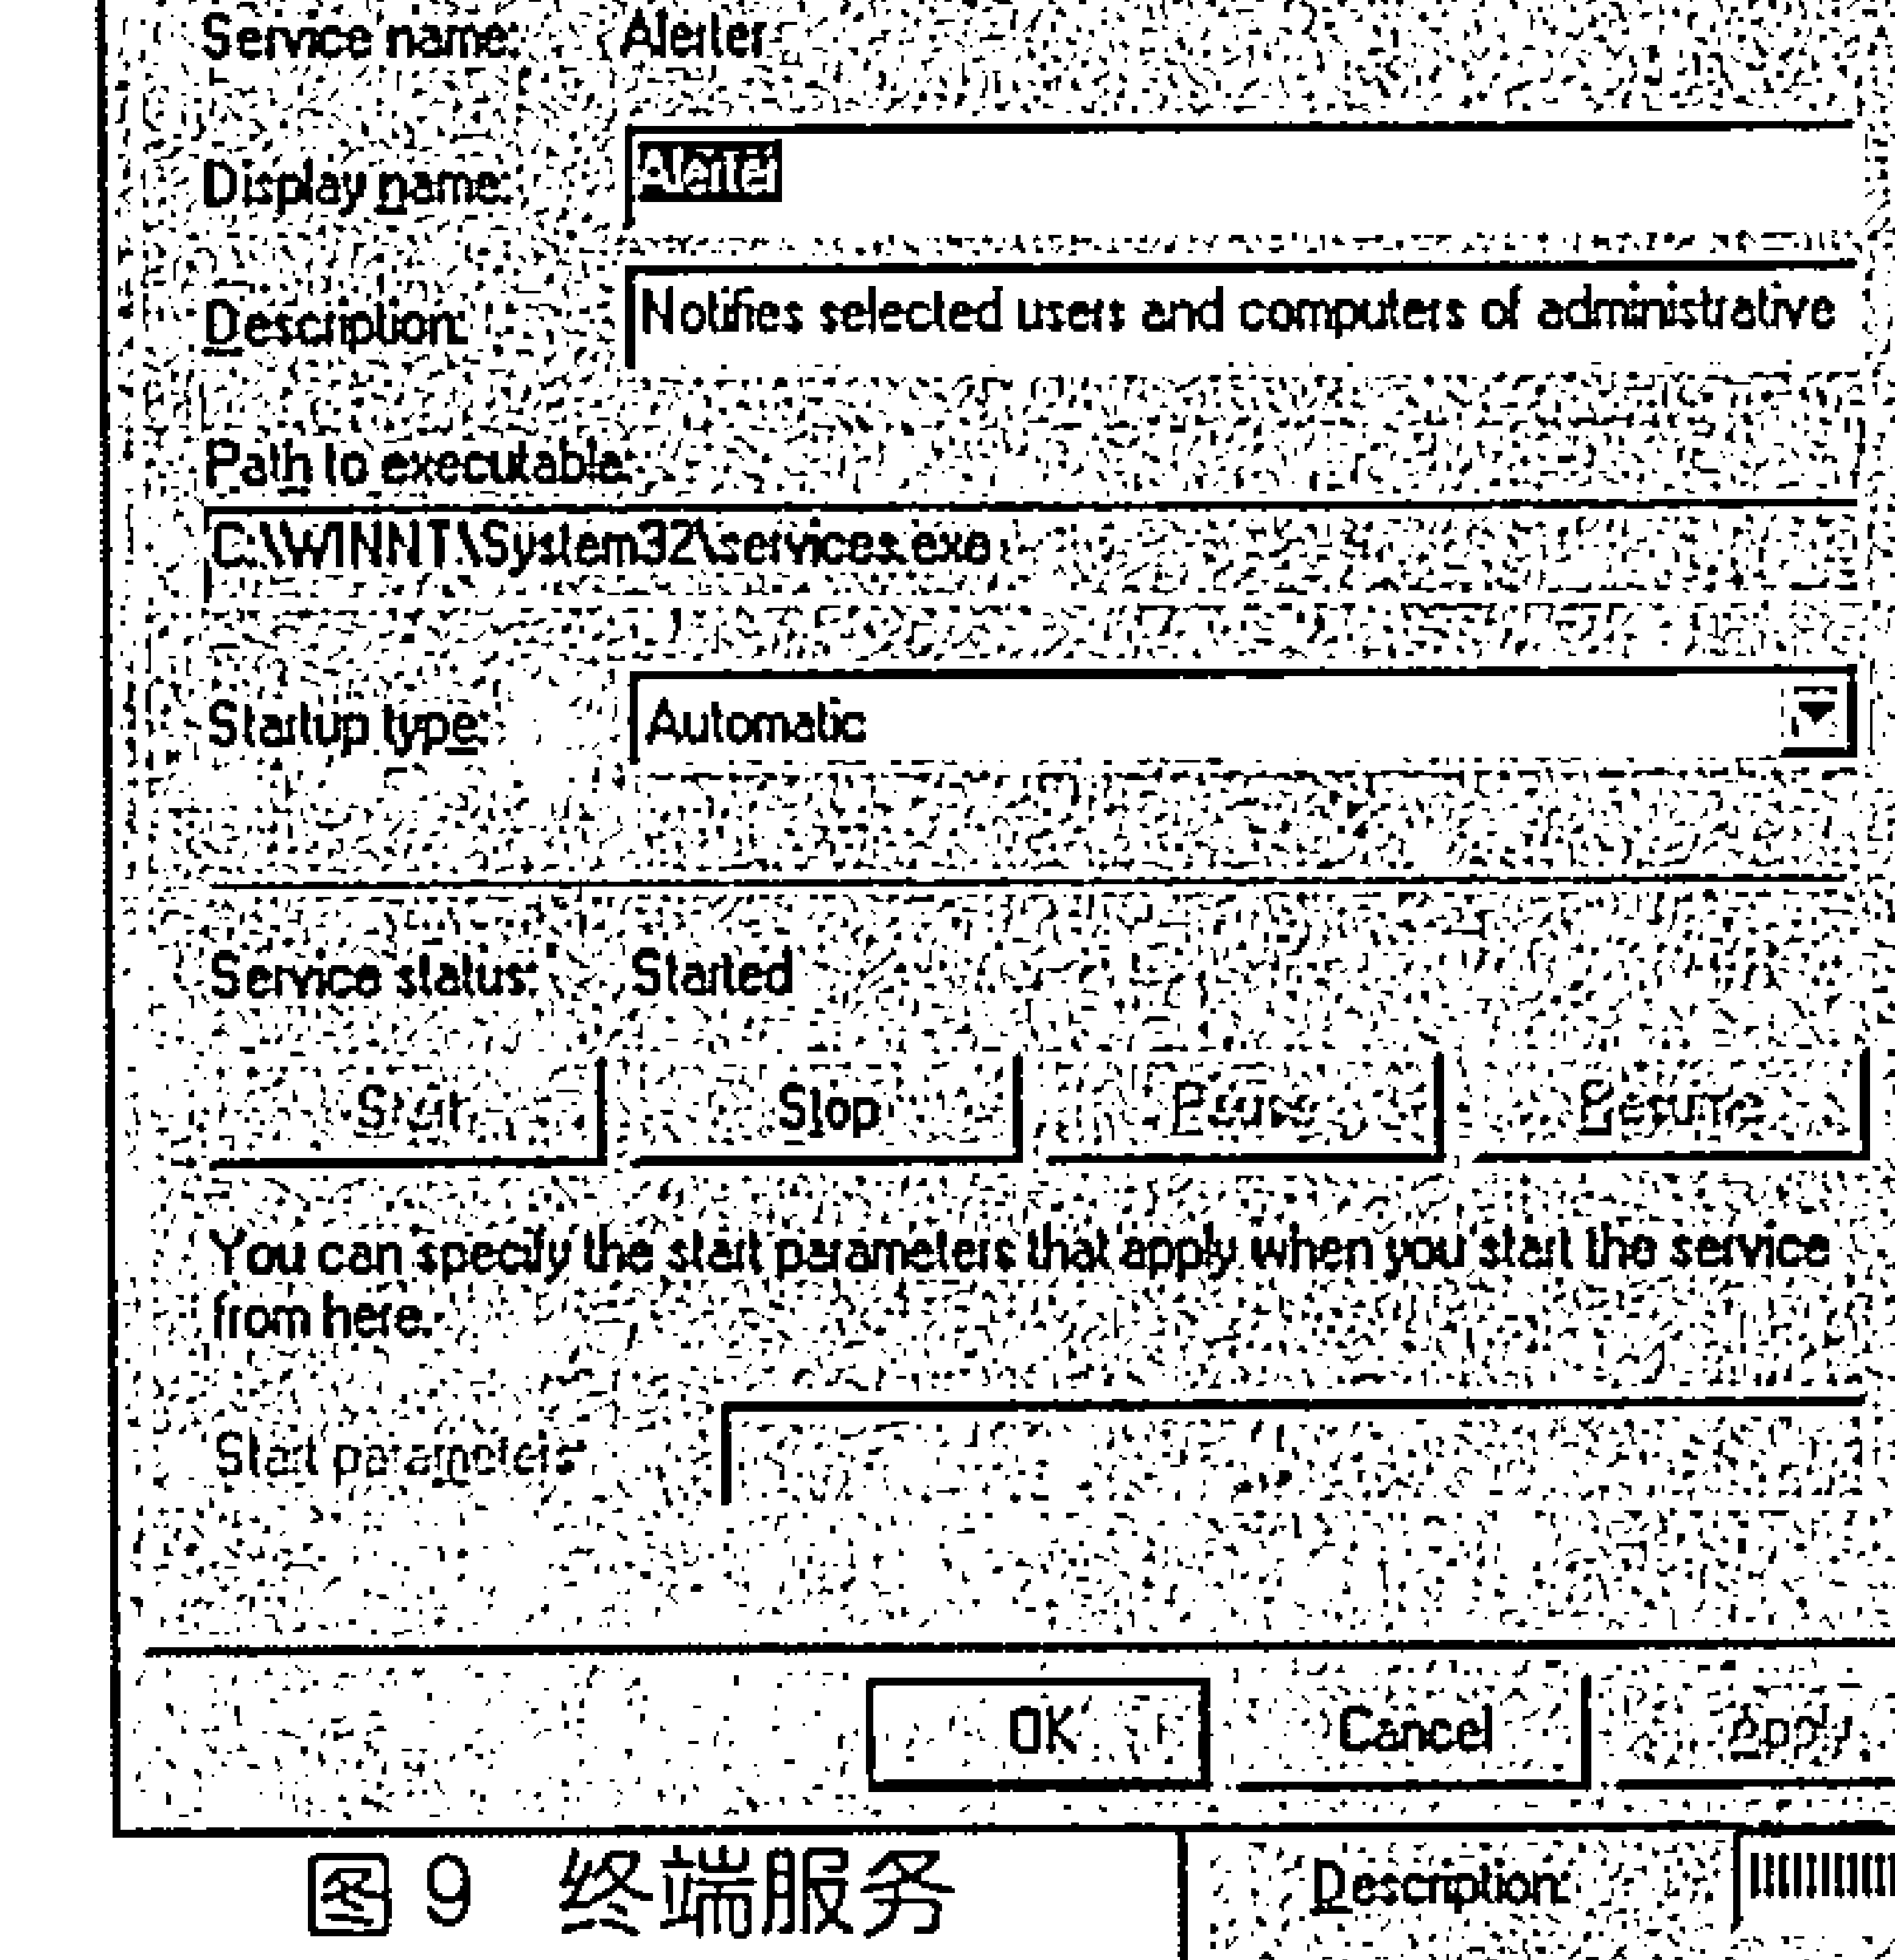 Service name: Alerter
Display name: Alerter
Description: Notifies selected users and computers of administrative
Path to executable:
C:\WINNT\System32\services.exe
Startup type: Automatic
Service status: Started
Start Stop Pause Resume
You can specify the start parameters that apply when you start the service
from here.
Start parameters:
OK Cancel Apply
图 9 终端服务
Description: